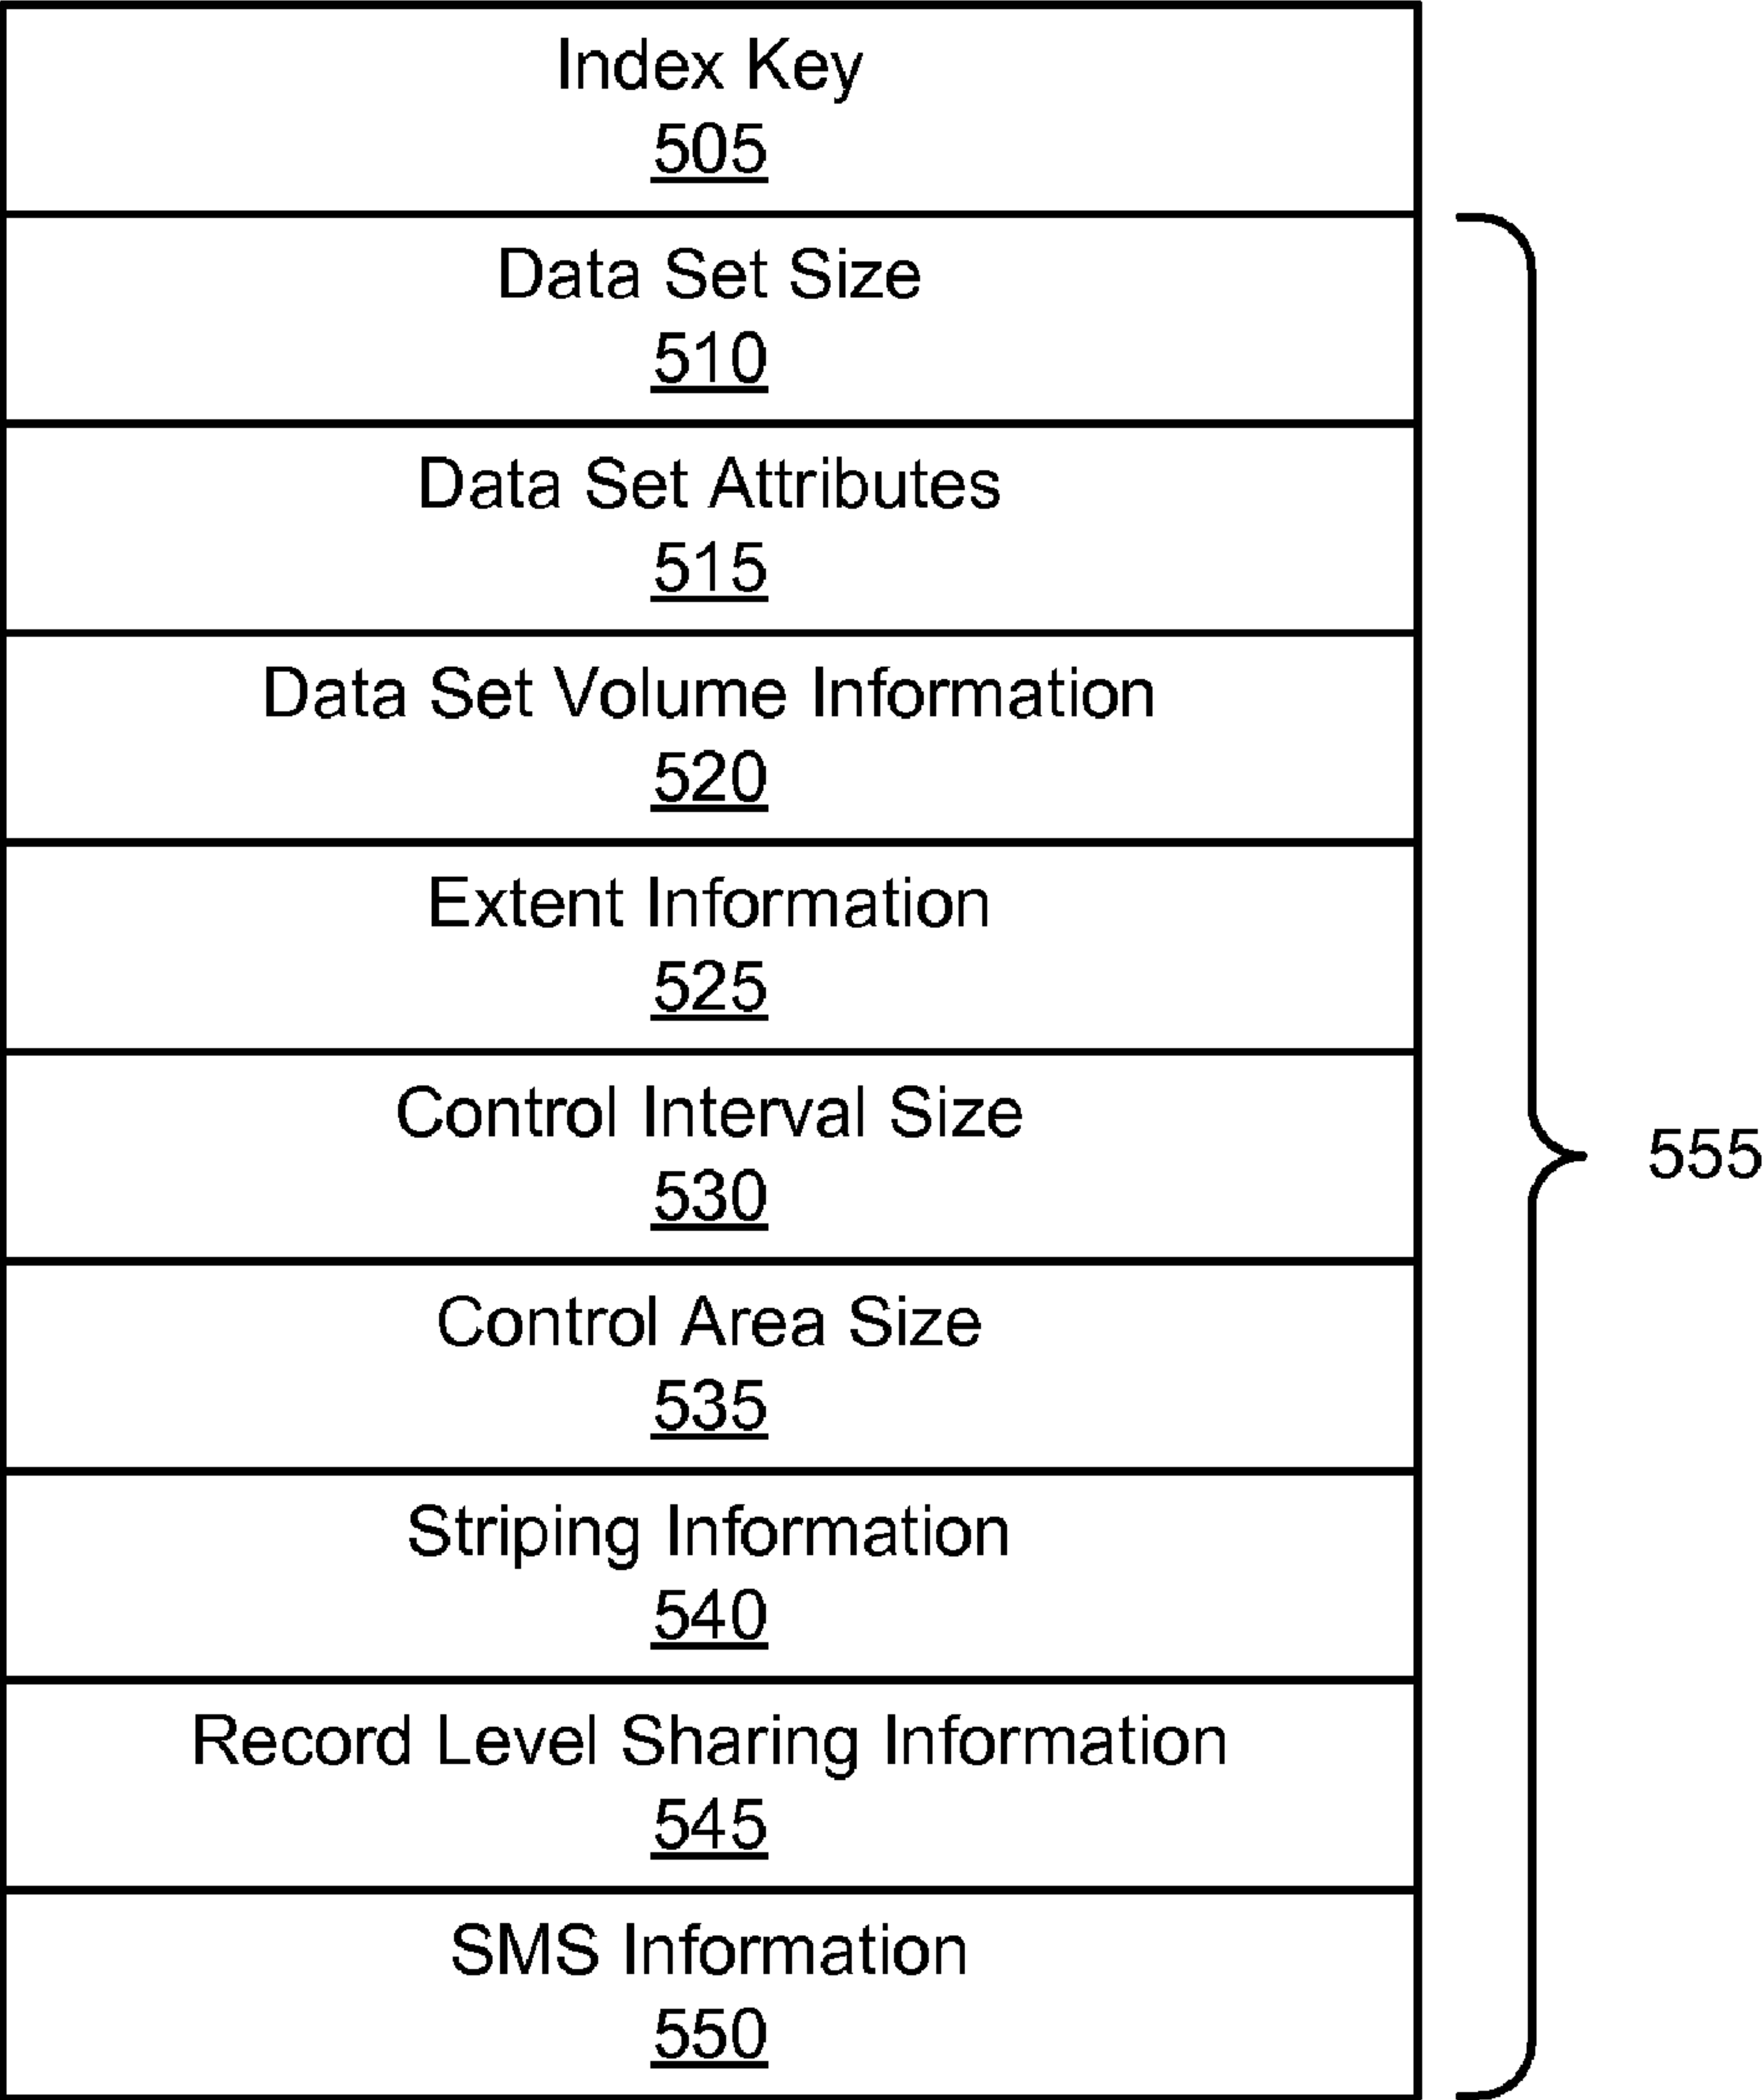 Index Key
505
Data Set Size
510
Data Set Attributes
515
Data Set Volume Information
520
Extent Information
525
Control Interval Size
530
555
Control Area Size
535
Striping Information
540
Record Level Sharing Information
545
SMS Information
550